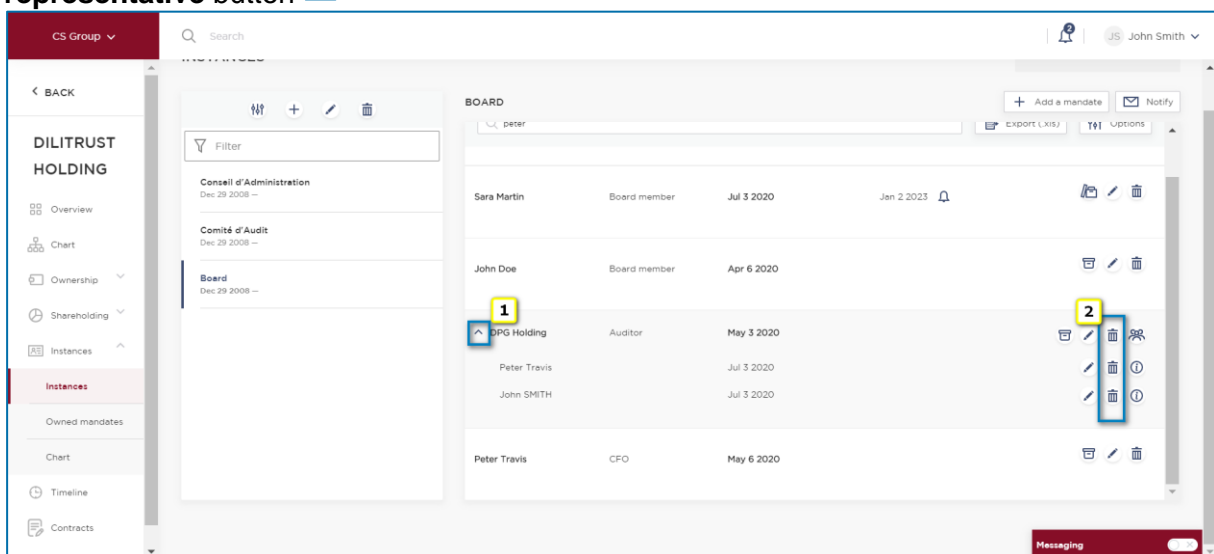 representative button
CS Group
Search
2
JS John Smith
BACK
BOARD
+ Add a mandate
Notify
DILITRUST
HOLDING
Filter
peter
Export (.xls)
Options
Conseil d'Administration
Dec 29 2008 —
Sara Martin Board member Jul 3 2020 Jan 2 2023
Overview
Comité d'Audit
Dec 29 2008 —
Chart
John Doe Board member Apr 6 2020
Ownership
Board
Dec 29 2008 —
Shareholding
1
2
DPG Holding Auditor May 3 2020
Instances
Peter Travis Jul 3 2020
Instances
John SMITH Jul 3 2020
Owned mandates
Chart
Peter Travis CFO May 6 2020
Timeline
Contracts
Messaging